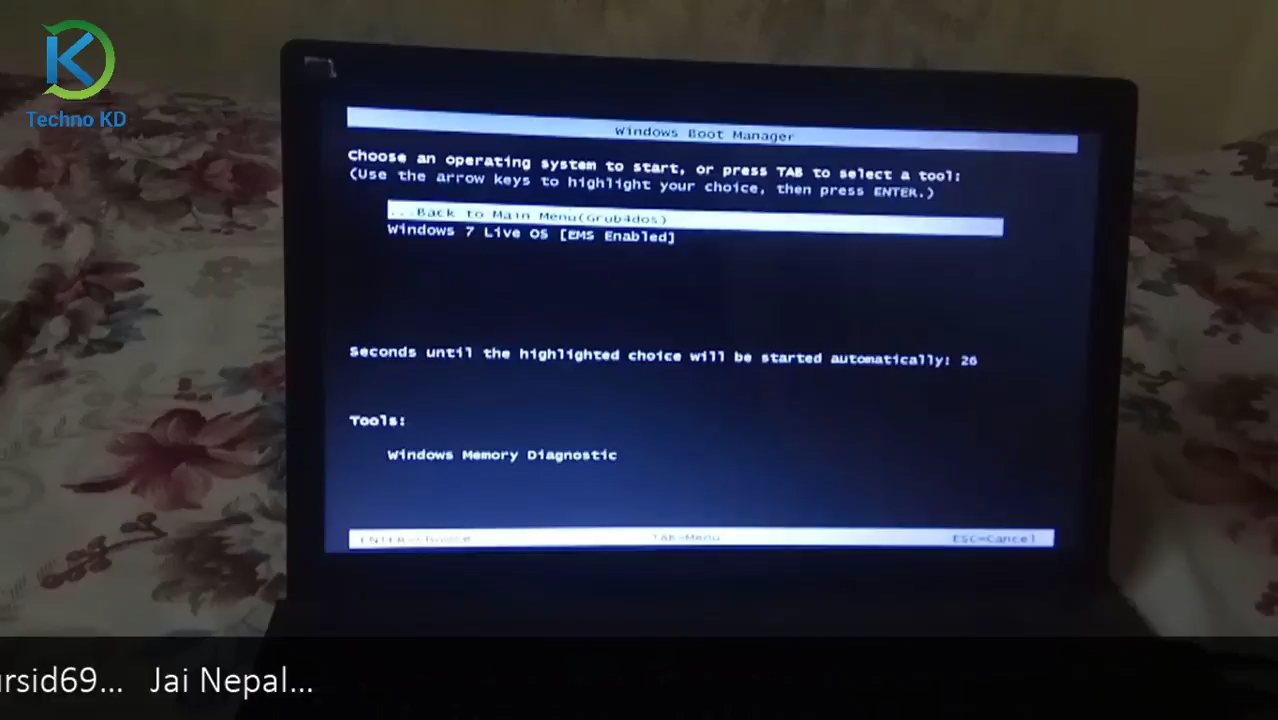 Techno KD
Windows Boot Manager
Choose an operating system to start, or press TAB to select a tool:
(Use the arrow keys to highlight your choice, then press ENTER.)
...Back to Main Menu(Grub4dos)
Windows 7 Live OS [EMS Enabled]
Seconds until the highlighted choice will be started automatically: 26
Tools:
Windows Memory Diagnostic
ENTER=Choose TAB=Menu ESC=Cancel
ursid69... Jai Nepal...